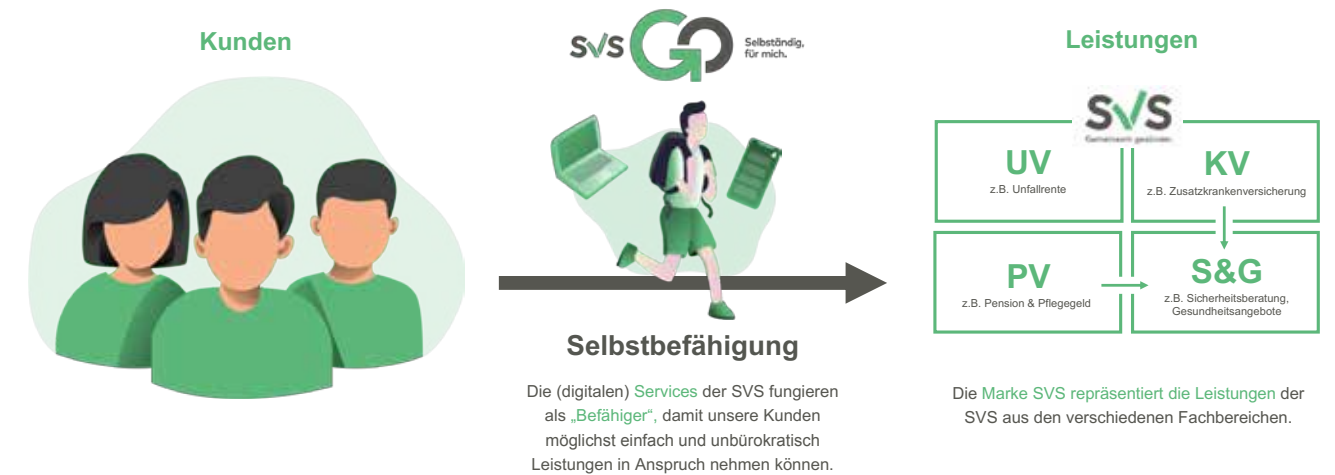 Kunden
SVS GO
Selbständig,
für mich.
Selbstbefähigung
Die (digitalen) Services der SVS fungieren
als „Befähiger“, damit unsere Kunden
möglichst einfach und unbürokratisch
Leistungen in Anspruch nehmen können.
Leistungen
SVS
Gemeinsam gesünder.
UV
z.B. Unfallrente
KV
z.B. Zusatzkrankenversicherung
PV
z.B. Pension & Pflegegeld
S&G
z.B. Sicherheitsberatung,
Gesundheitsangebote
Die Marke SVS repräsentiert die Leistungen der
SVS aus den verschiedenen Fachbereichen.